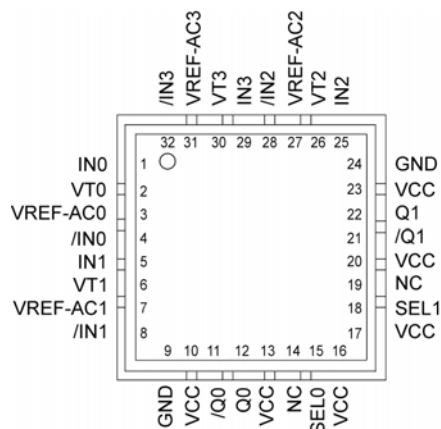 /IN3 VREF-AC3 VT3 IN3 /IN2 VREF-AC2 VT2 IN2
32 31 30 29 28 27 26 25
IN0 1 24 GND
VT0 2 23 VCC
VREF-AC0 3 22 Q1
/IN0 4 21 /Q1
IN1 5 20 VCC
VT1 6 19 NC
VREF-AC1 7 18 SEL1
/IN1 8 17 VCC
9 10 11 12 13 14 15 16
GND VCC /Q0 Q0 VCC NC SEL0 VCC